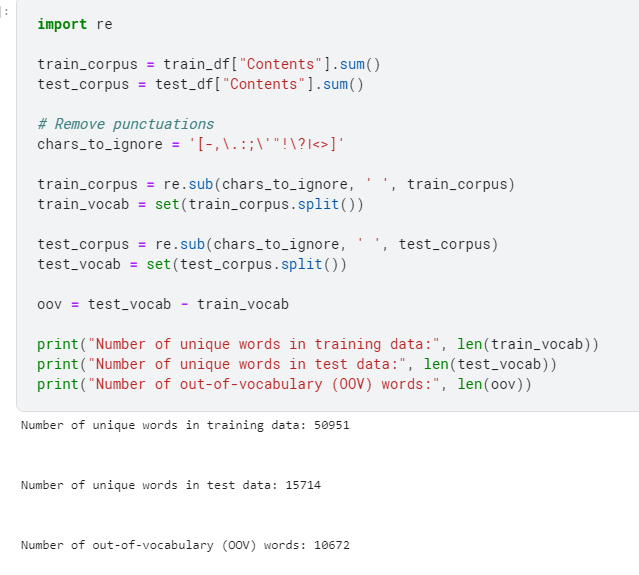 ]:
import re
train_corpus = train_df["Contents"].sum()
test_corpus = test_df["Contents"].sum()
# Remove punctuations
chars_to_ignore = '[-,\.:;\'"!\?।<>]'
train_corpus = re.sub(chars_to_ignore, ' ', train_corpus)
train_vocab = set(train_corpus.split())
test_corpus = re.sub(chars_to_ignore, ' ', test_corpus)
test_vocab = set(test_corpus.split())
oov = test_vocab - train_vocab
print("Number of unique words in training data:", len(train_vocab))
print("Number of unique words in test data:", len(test_vocab))
print("Number of out-of-vocabulary (OOV) words:", len(oov))
Number of unique words in training data: 50951
Number of unique words in test data: 15714
Number of out-of-vocabulary (OOV) words: 10672